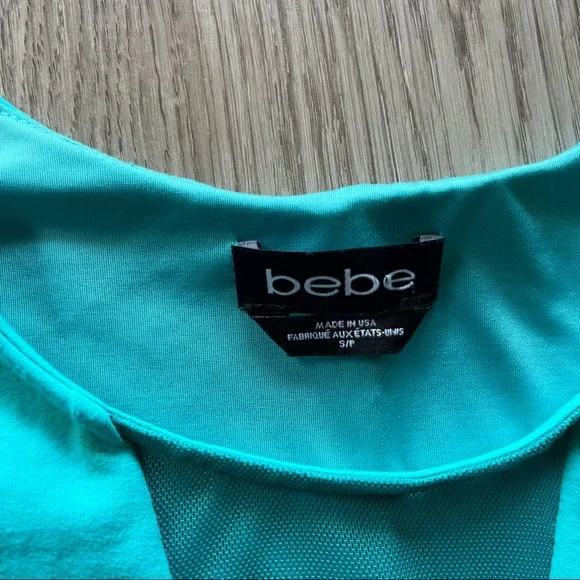 bebe
MADE IN USA
FABRIQUÉ AUX ÉTATS-UNIS
S/P